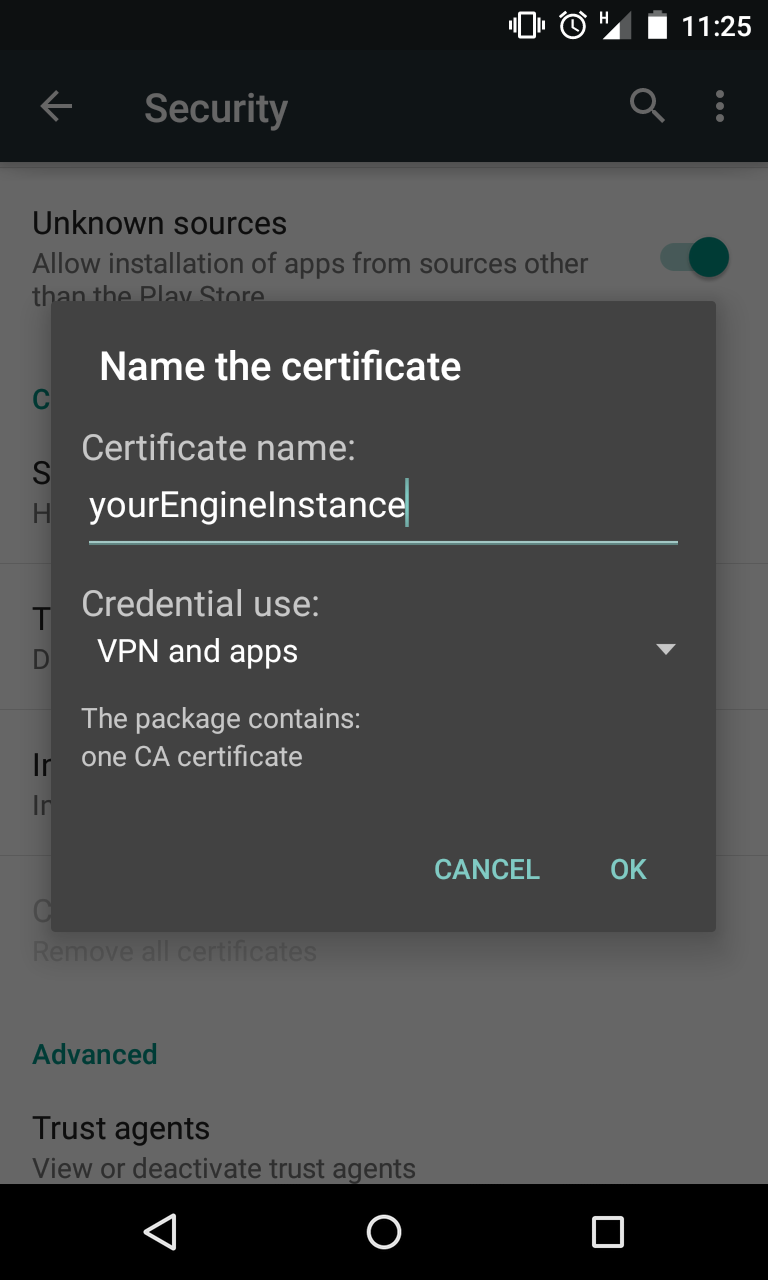 H
11:25
Security
Unknown sources
Allow installation of apps from sources other
than the Play Store
Name the certificate
Certificate name:
yourEngineInstance
Credential use:
VPN and apps
The package contains:
one CA certificate
CANCEL OK
Remove all certificates
Advanced
Trust agents
View or deactivate trust agents